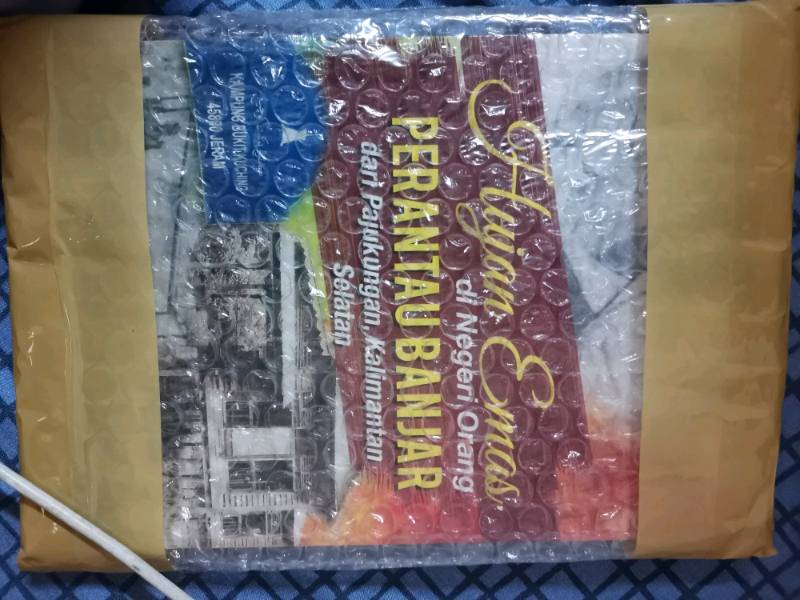 Hujan Emas
di Negeri Orang
PERANTAU BANJAR
dari Pajukungan, Kalimantan
Selatan
KAMPUNG BUKIT KUCHING
45800 JERAM